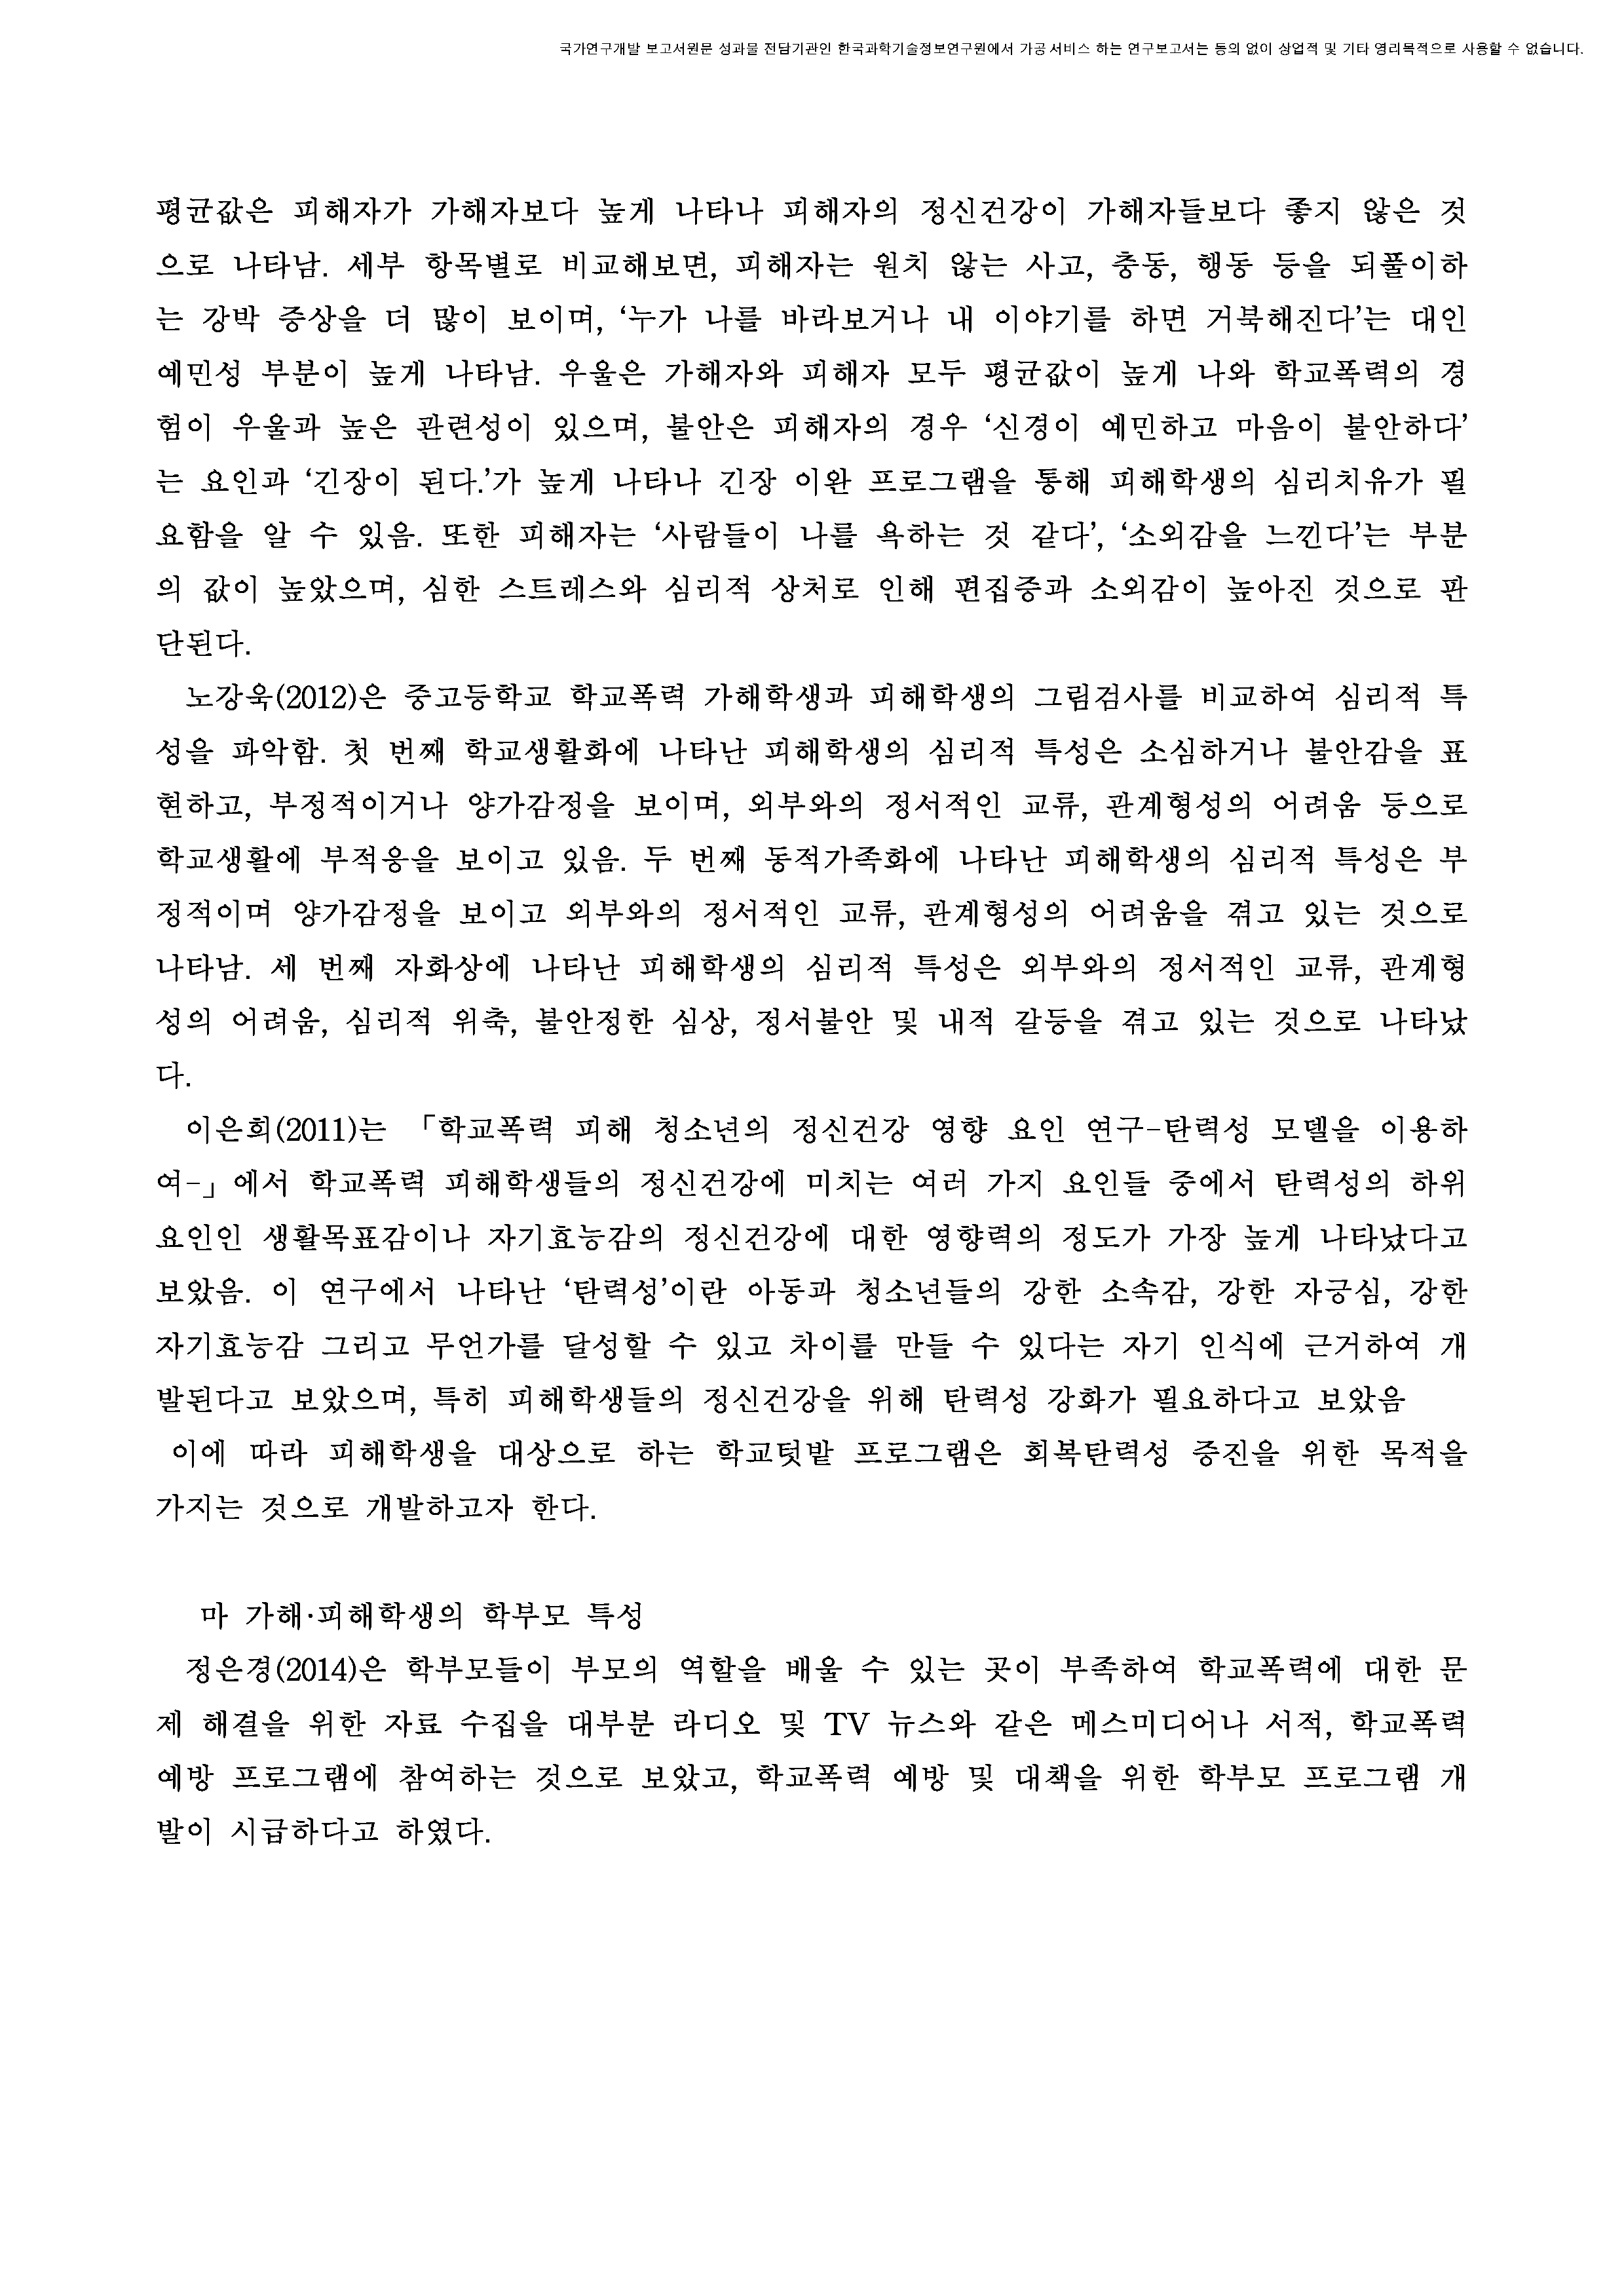 국가연구개발 보고서원문 성과물 전담기관인 한국과학기술정보연구원에서 가공·서비스 하는 연구보고서는 동의 없이 상업적 및 기타 영리목적으로 사용할 수 없습니다.
평균값은 피해자가 가해자보다 높게 나타나 피해자의 정신건강이 가해자들보다 좋지 않은 것
으로 나타남. 세부 항목별로 비교해보면, 피해자는 원치 않는 사고, 충동, 행동 등을 되풀이하
는 강박 증상을 더 많이 보이며, ‘누가 나를 바라보거나 내 이야기를 하면 거북해진다’는 대인
예민성 부분이 높게 나타남. 우울은 가해자와 피해자 모두 평균값이 높게 나와 학교폭력의 경
험이 우울과 높은 관련성이 있으며, 불안은 피해자의 경우 ‘신경이 예민하고 마음이 불안하다’
는 요인과 ‘긴장이 된다.’가 높게 나타나 긴장 이완 프로그램을 통해 피해학생의 심리치유가 필
요함을 알 수 있음. 또한 피해자는 ‘사람들이 나를 욕하는 것 같다’, ‘소외감을 느낀다’는 부분
의 값이 높았으며, 심한 스트레스와 심리적 상처로 인해 편집증과 소외감이 높아진 것으로 판
단된다.
노강욱(2012)은 중고등학교 학교폭력 가해학생과 피해학생의 그림검사를 비교하여 심리적 특
성을 파악함. 첫 번째 학교생활화에 나타난 피해학생의 심리적 특성은 소심하거나 불안감을 표
현하고, 부정적이거나 양가감정을 보이며, 외부와의 정서적인 교류, 관계형성의 어려움 등으로
학교생활에 부적응을 보이고 있음. 두 번째 동적가족화에 나타난 피해학생의 심리적 특성은 부
정적이며 양가감정을 보이고 외부와의 정서적인 교류, 관계형성의 어려움을 겪고 있는 것으로
나타남. 세 번째 자화상에 나타난 피해학생의 심리적 특성은 외부와의 정서적인 교류, 관계형
성의 어려움, 심리적 위축, 불안정한 심상, 정서불안 및 내적 갈등을 겪고 있는 것으로 나타났
다.
이은희(2011)는 「학교폭력 피해 청소년의 정신건강 영향 요인 연구-탄력성 모델을 이용하
여-」에서 학교폭력 피해학생들의 정신건강에 미치는 여러 가지 요인들 중에서 탄력성의 하위
요인인 생활목표감이나 자기효능감의 정신건강에 대한 영향력의 정도가 가장 높게 나타났다고
보았음. 이 연구에서 나타난 ‘탄력성’이란 아동과 청소년들의 강한 소속감, 강한 자긍심, 강한
자기효능감 그리고 무언가를 달성할 수 있고 차이를 만들 수 있다는 자기 인식에 근거하여 개
발된다고 보았으며, 특히 피해학생들의 정신건강을 위해 탄력성 강화가 필요하다고 보았음
이에 따라 피해학생을 대상으로 하는 학교텃밭 프로그램은 회복탄력성 증진을 위한 목적을
가지는 것으로 개발하고자 한다.
마 가해·피해학생의 학부모 특성
정은경(2014)은 학부모들이 부모의 역할을 배울 수 있는 곳이 부족하여 학교폭력에 대한 문
제 해결을 위한 자료 수집을 대부분 라디오 및 TV 뉴스와 같은 메스미디어나 서적, 학교폭력
예방 프로그램에 참여하는 것으로 보았고, 학교폭력 예방 및 대책을 위한 학부모 프로그램 개
발이 시급하다고 하였다.